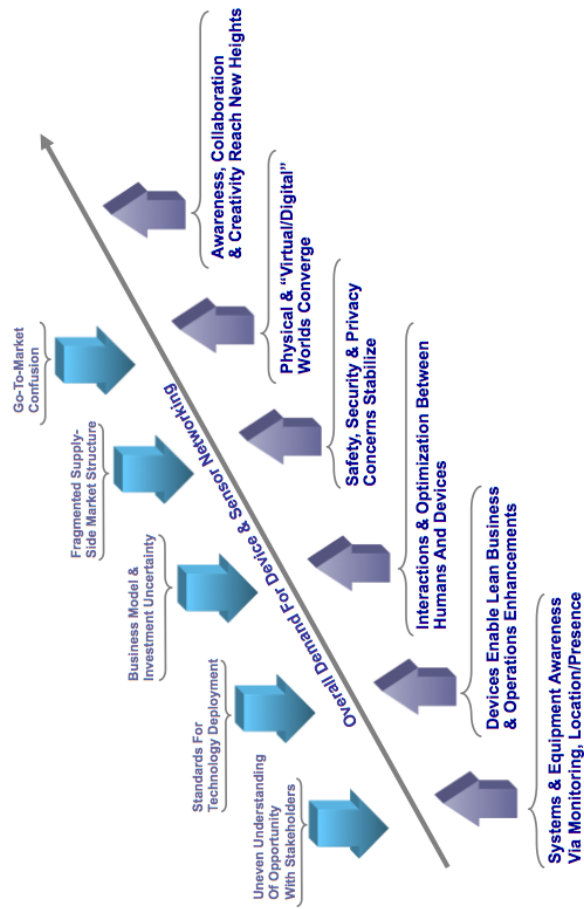 Uneven Understanding
Of Opportunity
With Stakeholders
Standards For
Technology Deployment
Business Model &
Investment Uncertainty
Fragmented Supply-
Side Market Structure
Go-To-Market
Confusion
Overall Demand For Device & Sensor Networking
Systems & Equipment Awareness
Via Monitoring, Location/Presence
Devices Enable Lean Business
& Operations Enhancements
Interactions & Optimization Between
Humans And Devices
Safety, Security & Privacy
Concerns Stabilize
Physical & “Virtual/Digital”
Worlds Converge
Awareness, Collaboration
& Creativity Reach New Heights